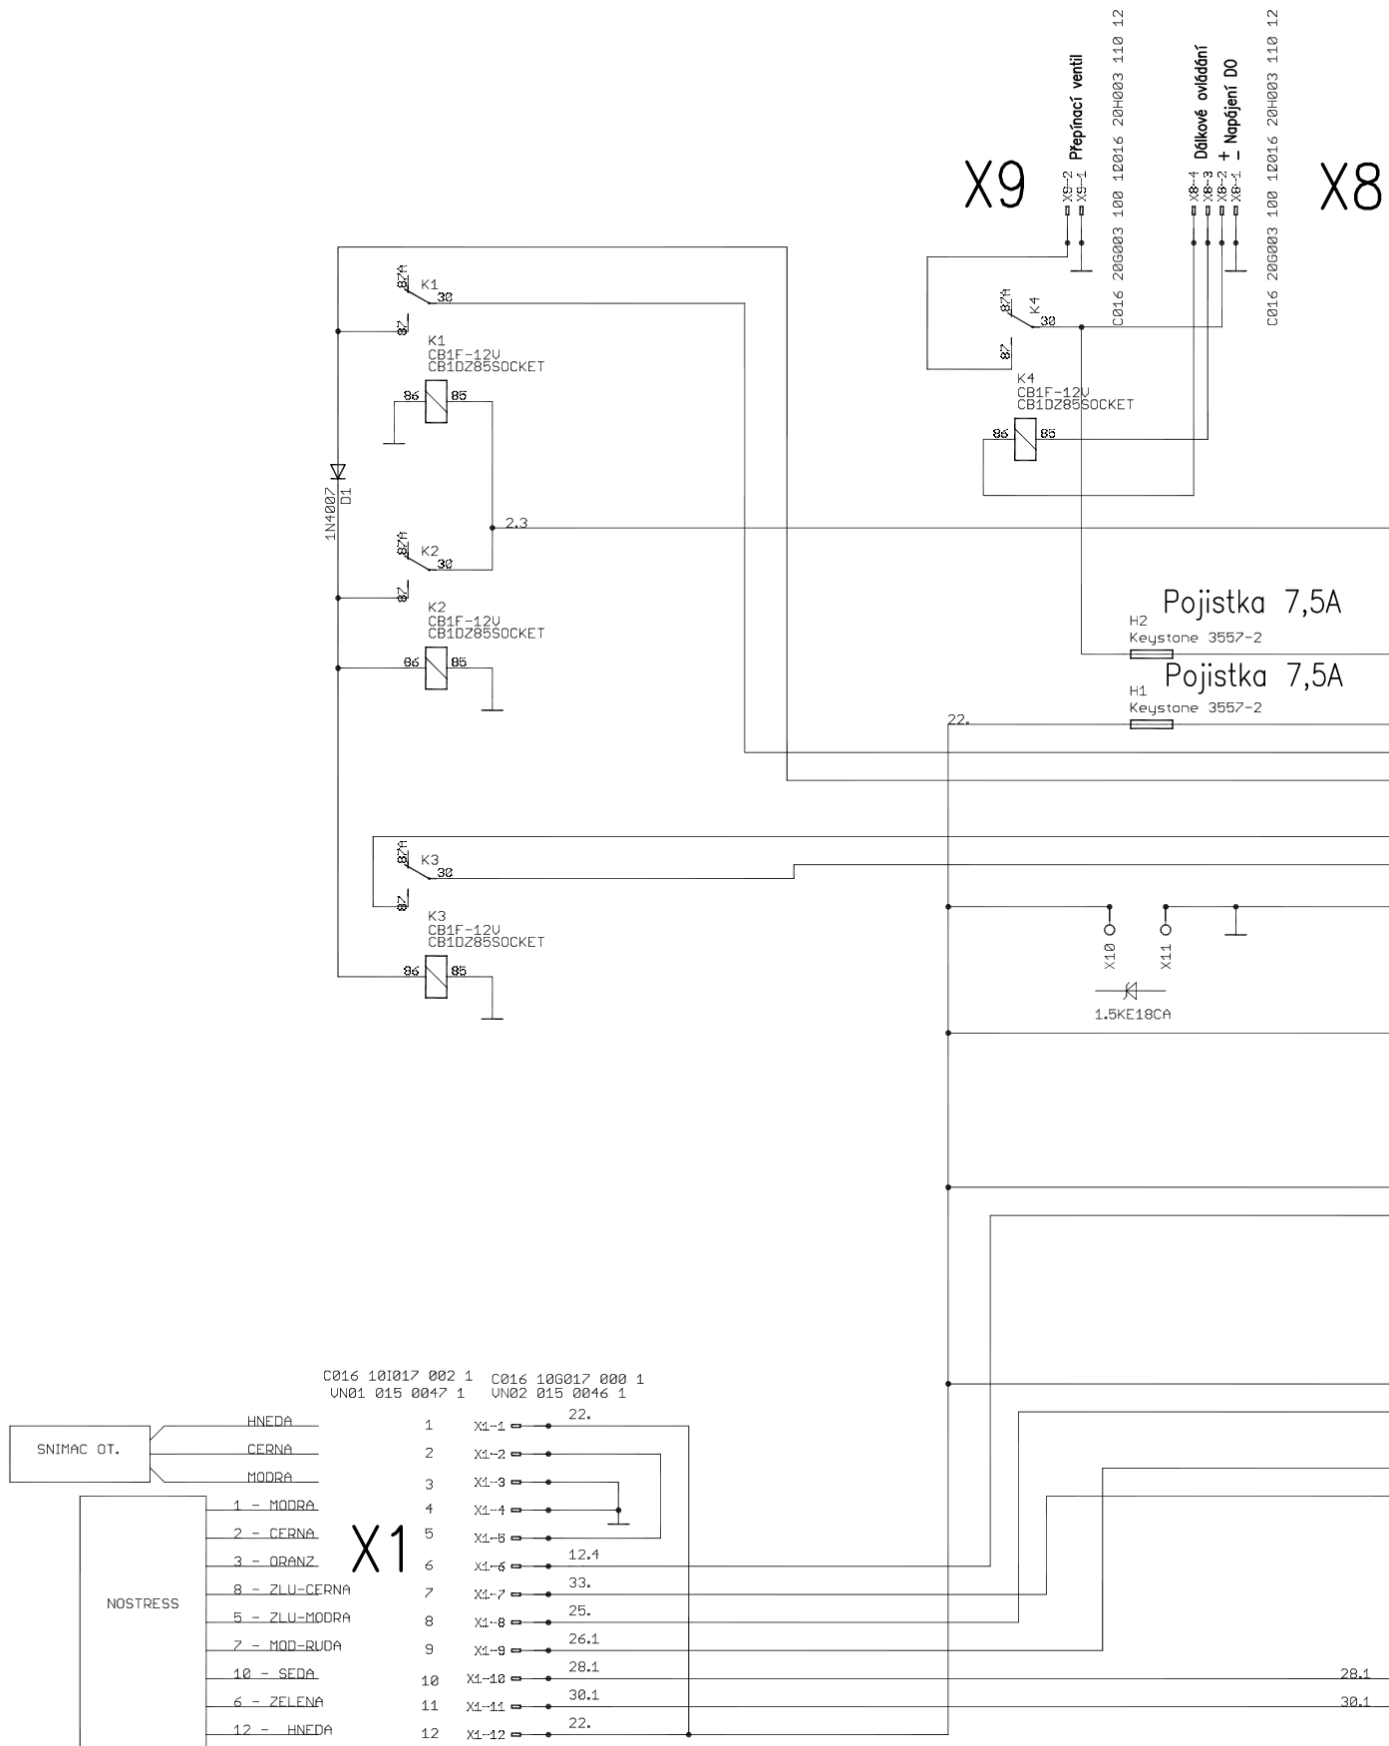 X9
X9-2 Přepínací ventil
X9-1
C016 20G003 100 12
C016 20H003 110 12
X8-4 Dálkové ovládání
X8-3
X8-2 +
X8-1 – Napájení DO
C016 20G003 100 12
C016 20H003 110 12
X8
87A
K1
30
87
K1
CB1F-12V
CB1DZ85SOCKET
86
85
87A
K4
30
87
K4
CB1F-12V
CB1DZ85SOCKET
86
85
1N4007
D1
2.3
87A
K2
30
87
K2
CB1F-12V
CB1DZ85SOCKET
86
85
Pojistka 7,5A
H2
Keystone 3557-2
Pojistka 7,5A
H1
Keystone 3557-2
22.
87A
K3
30
87
K3
CB1F-12V
CB1DZ85SOCKET
86
85
X10
X11
1.5KE18CA
C016 10I017 002 1
C016 10G017 000 1
VN01 015 0047 1
VN02 015 0046 1
SNIMAC OT.
HNEDA 1 X1-1 22.
CERNA 2 X1-2
MODRA 3 X1-3
NOSTRESS
X1
1 - MODRA 4 X1-4
2 - CERNA 5 X1-5
3 - ORANZ 6 X1-6 12.4
8 - ZLU-CERNA 7 X1-7 33.
5 - ZLU-MODRA 8 X1-8 25.
7 - MOD-RUDA 9 X1-9 26.1
10 - SEDA 10 X1-10 28.1 28.1
6 - ZELENA 11 X1-11 30.1 30.1
12 - HNEDA 12 X1-12 22.